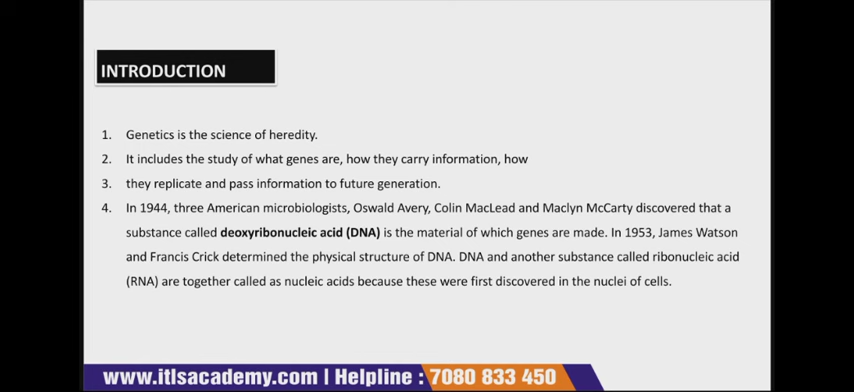 INTRODUCTION
1. Genetics is the science of heredity.
2. It includes the study of what genes are, how they carry information, how
3. they replicate and pass information to future generation.
4. In 1944, three American microbiologists, Oswald Avery, Colin MacLead and Maclyn McCarty discovered that a
substance called deoxyribonucleic acid (DNA) is the material of which genes are made. In 1953, James Watson
and Francis Crick determined the physical structure of DNA. DNA and another substance called ribonucleic acid
(RNA) are together called as nucleic acids because these were first discovered in the nuclei of cells.
www.itlsacademy.com | Helpline : 7080 833 450